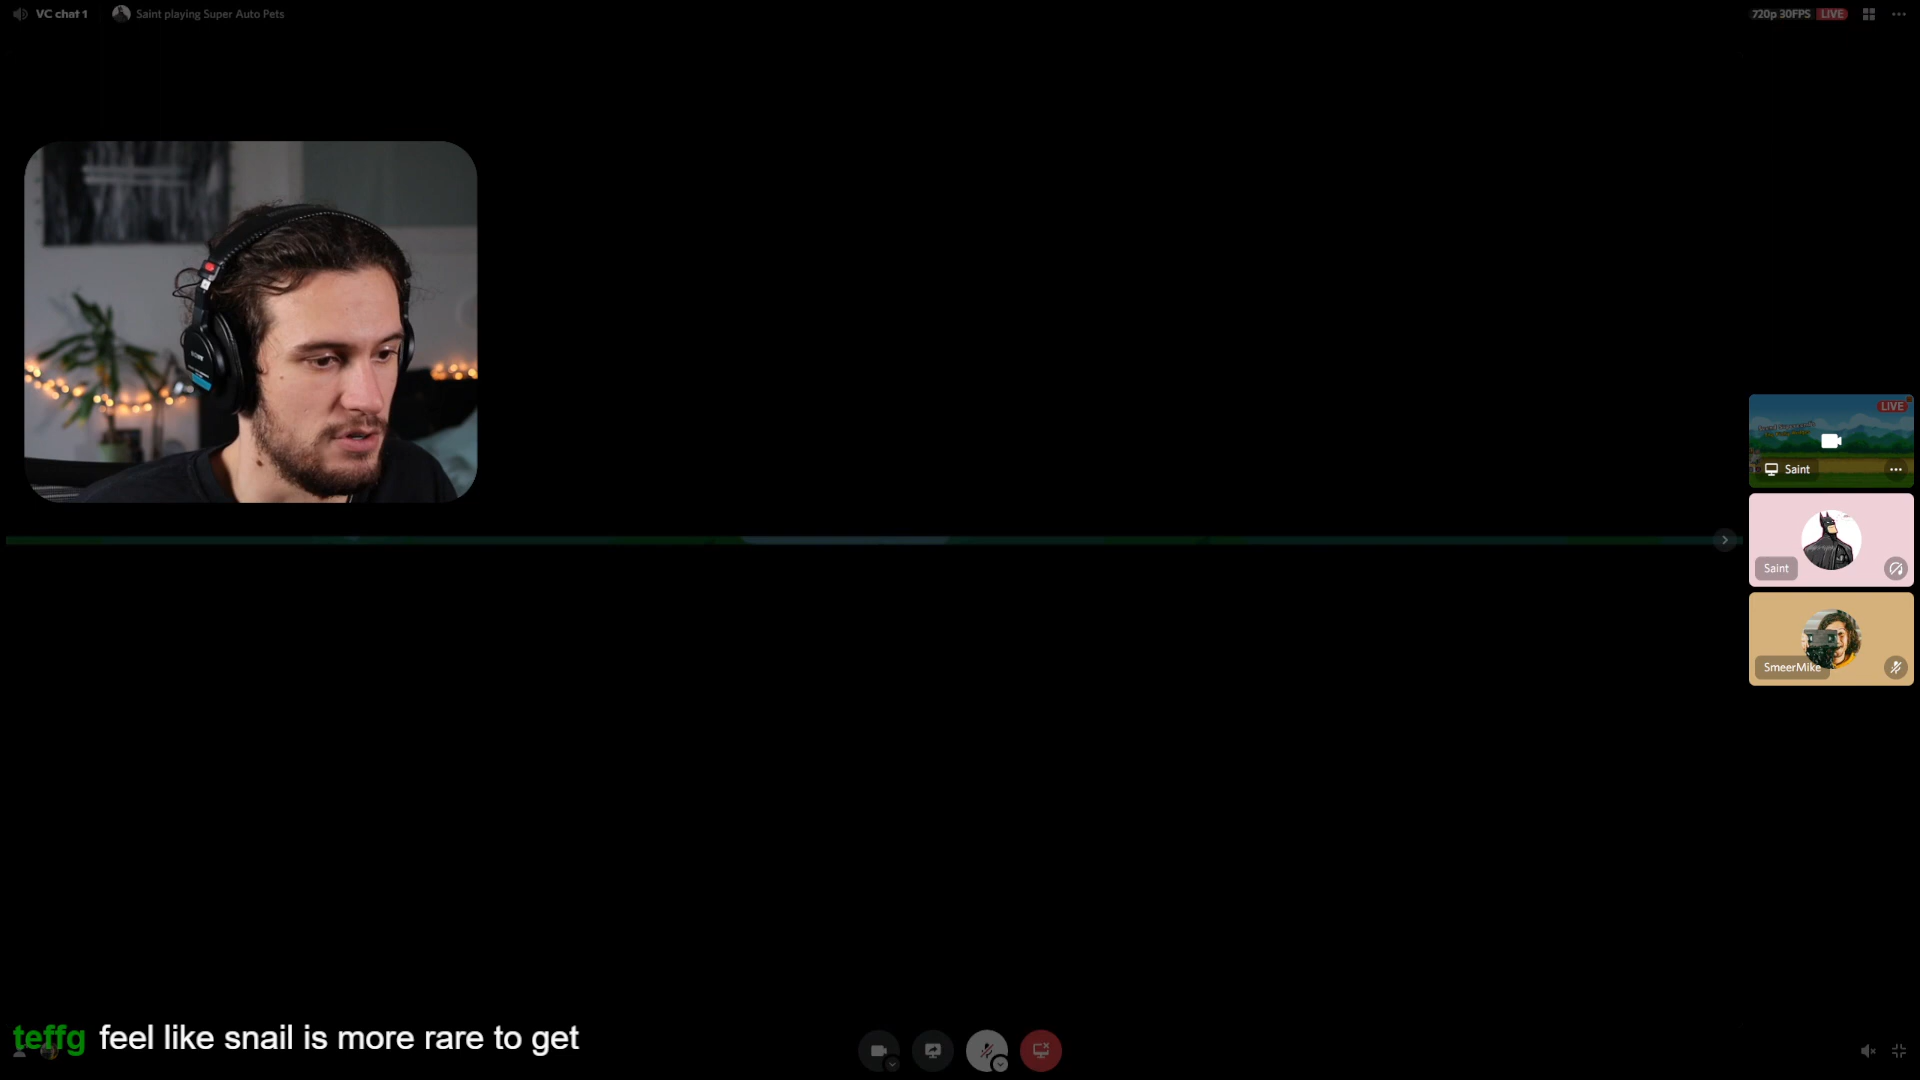 VC chat 1
Saint playing Super Auto Pets
720p 30FPS LIVE
LIVE
Saint
Saint
SmeerMike
teffg feel like snail is more rare to get